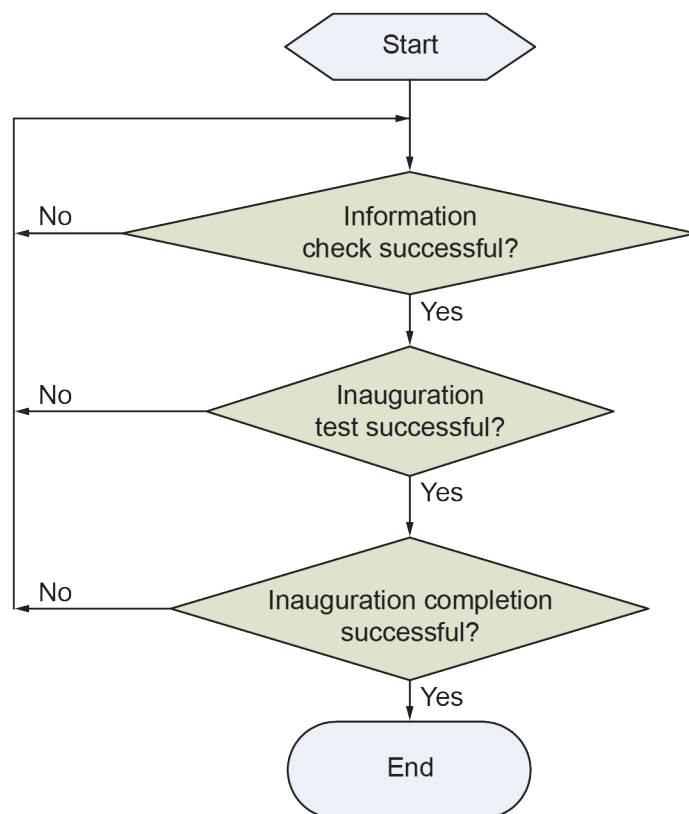 Start
No
Information
check successful?
Yes
No
Inauguration
test successful?
Yes
No
Inauguration completion
successful?
Yes
End